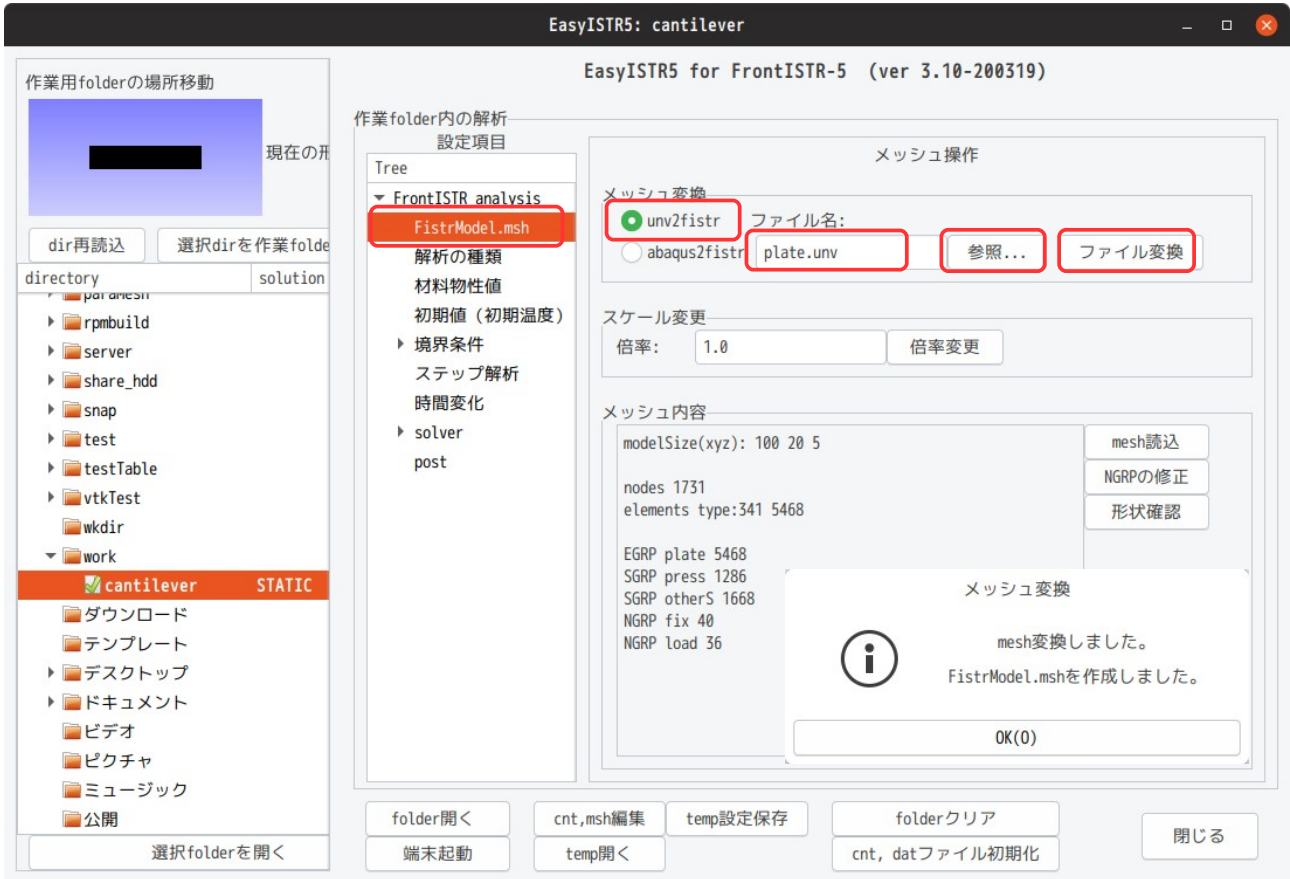 EasyISTR5: cantilever
EasyISTR5 for FrontISTR-5 (ver 3.10-200319)
作業用folderの場所移動
現在の形
dir再読込
選択dirを作業folde
directory
solution
paraMesh
rpmbuild
server
share_hdd
snap
test
testTable
vtkTest
wkdir
work
cantilever STATIC
ダウンロード
テンプレート
デスクトップ
ドキュメント
ビデオ
ピクチャ
ミュージック
公開
選択folderを開く
作業folder内の解析
設定項目
Tree
FrontISTR analysis
FistrModel.msh
解析の種類
材料物性値
初期値（初期温度）
境界条件
ステップ解析
時間変化
solver
post
メッシュ操作
メッシュ変換
unv2fistr ファイル名:
abaqus2fistr plate.unv 参照... ファイル変換
スケール変更
倍率: 1.0 倍率変更
メッシュ内容
modelSize(xyz): 100 20 5
nodes 1731
elements type:341 5468
EGRP plate 5468
SGRP press 1286
SGRP otherS 1668
NGRP fix 40
NGRP load 36
mesh読込
NGRPの修正
形状確認
メッシュ変換
mesh変換しました。
FistrModel.mshを作成しました。
OK(O)
folder開く cnt,msh編集 temp設定保存 folderクリア
端末起動 temp開く cnt, datファイル初期化
閉じる